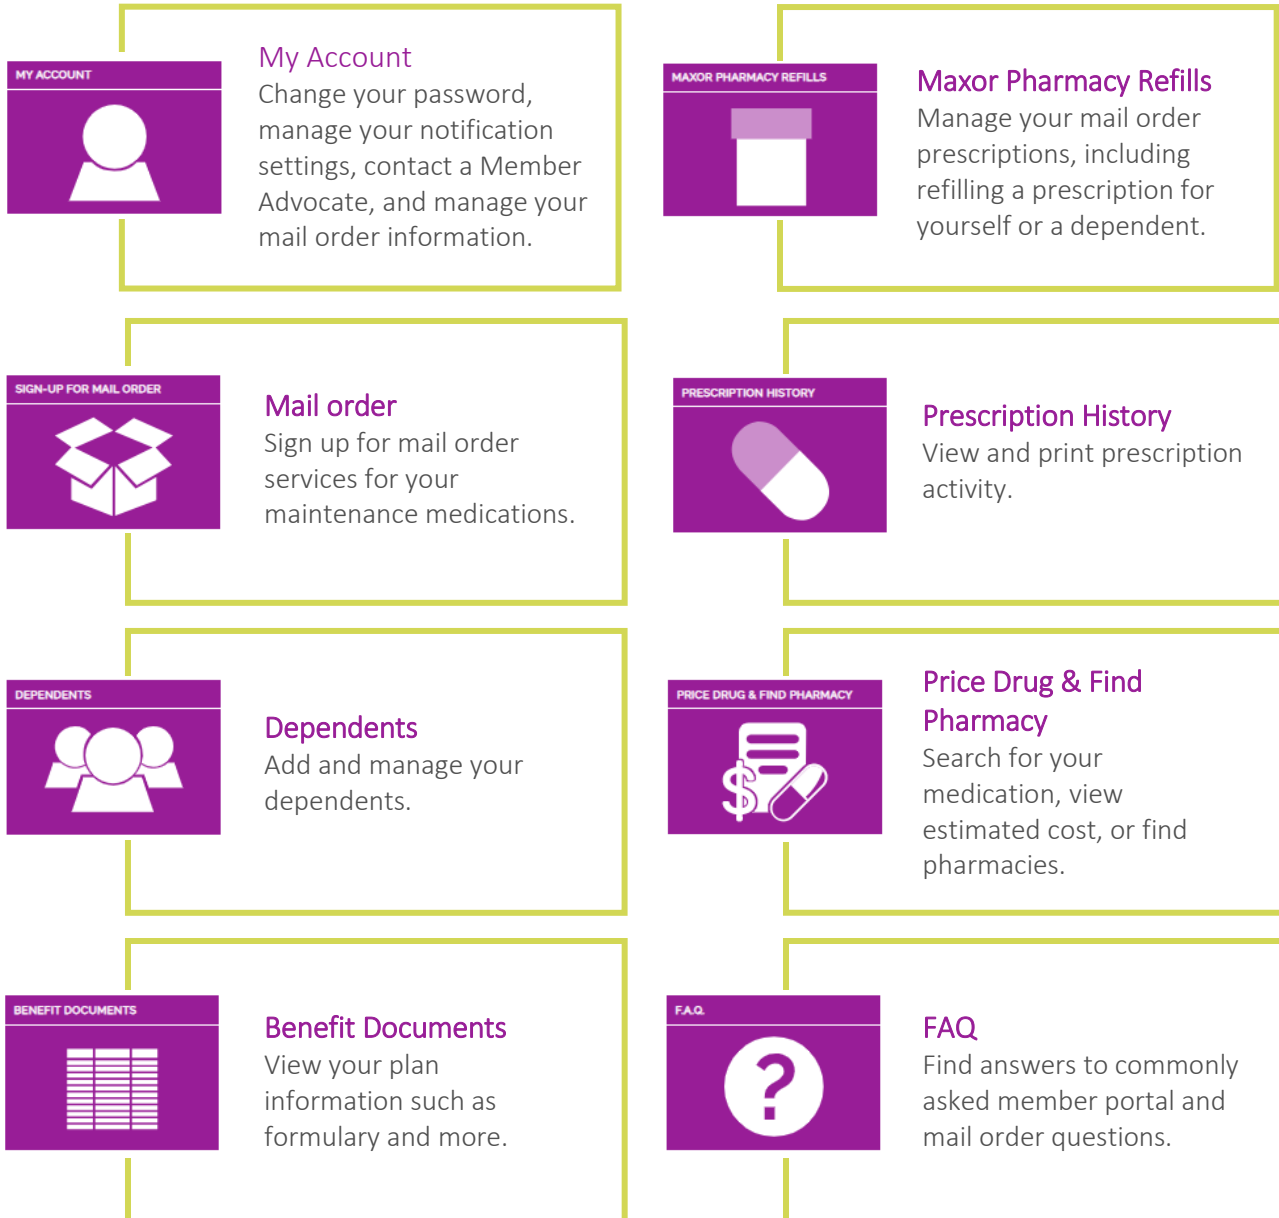 MY ACCOUNT
My Account
Change your password,
manage your notification
settings, contact a Member
Advocate, and manage your
mail order information.
MAXOR PHARMACY REFILLS
Maxor Pharmacy Refills
Manage your mail order
prescriptions, including
refilling a prescription for
yourself or a dependent.
SIGN-UP FOR MAIL ORDER
Mail order
Sign up for mail order
services for your
maintenance medications.
PRESCRIPTION HISTORY
Prescription History
View and print prescription
activity.
DEPENDENTS
Dependents
Add and manage your
dependents.
PRICE DRUG & FIND PHARMACY
Price Drug & Find
Pharmacy
Search for your
medication, view
estimated cost, or find
pharmacies.
BENEFIT DOCUMENTS
Benefit Documents
View your plan
information such as
formulary and more.
F.A.Q.
?
FAQ
Find answers to commonly
asked member portal and
mail order questions.